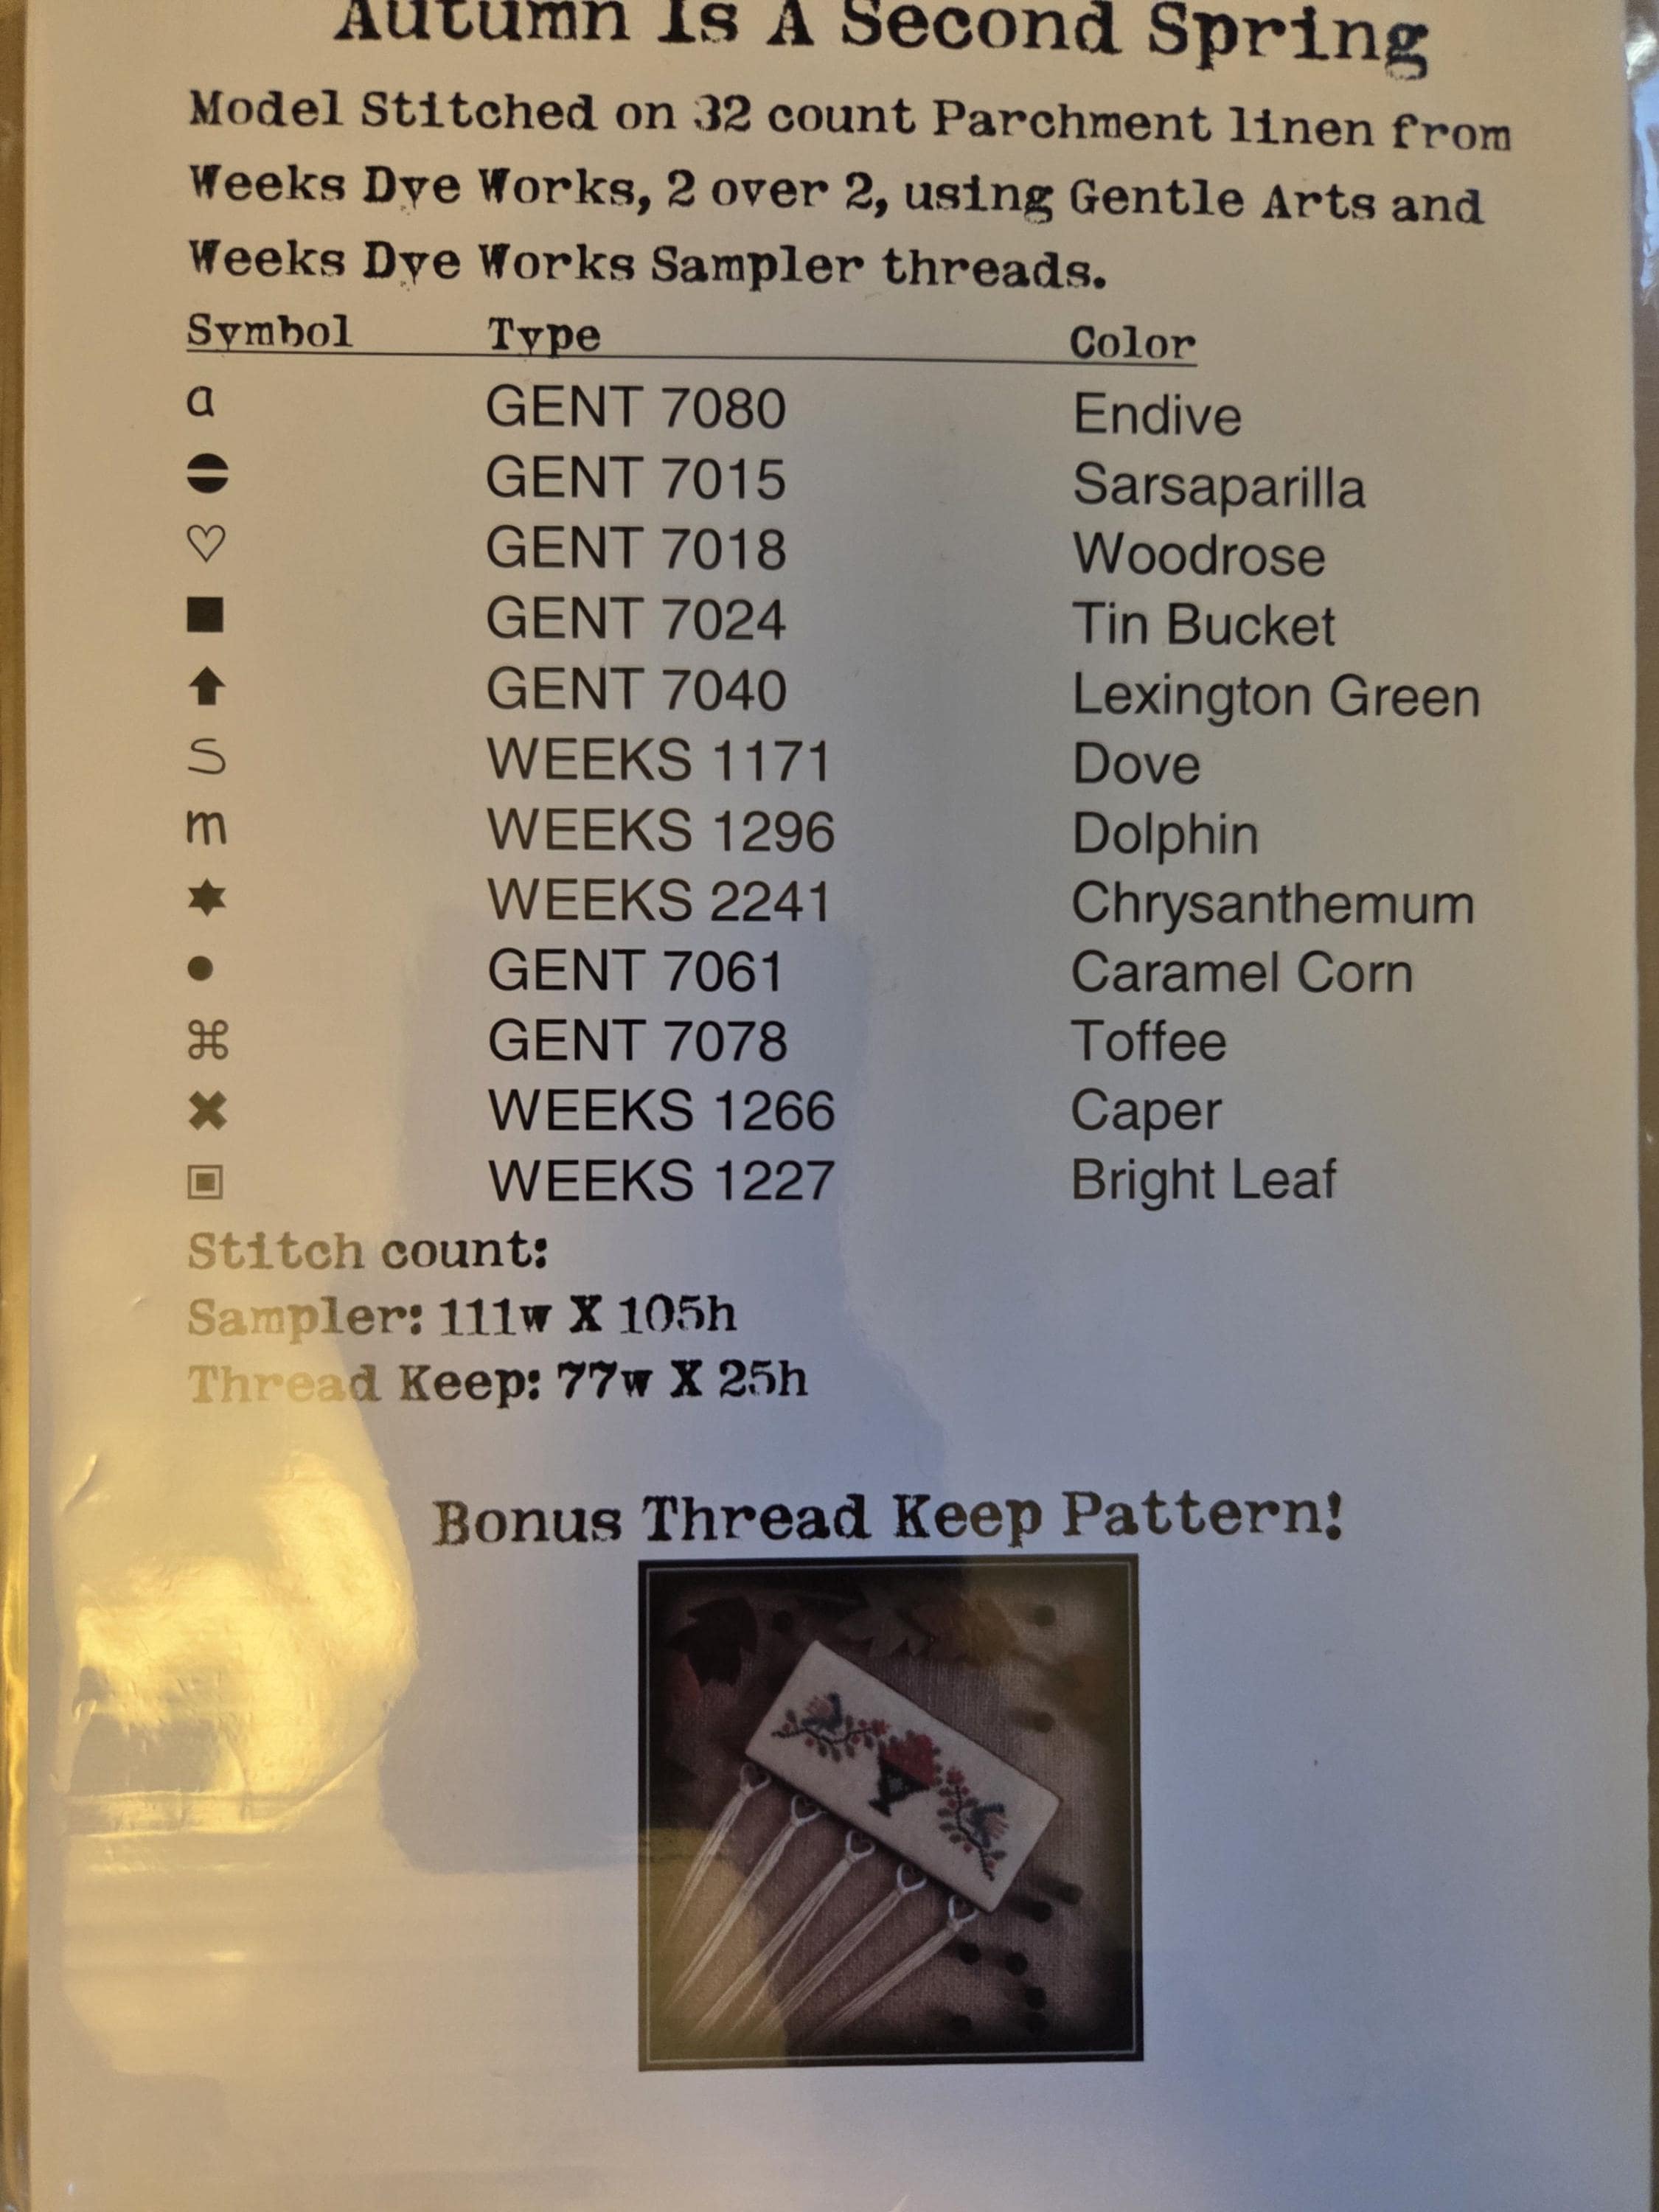 Autumn Is A Second Spring
Model Stitched on 32 count Parchment linen from
Weeks Dye Works, 2 over 2, using Gentle Arts and
Weeks Dye Works Sampler threads.
Symbol Type Color
a GENT 7080 Endive
⊖ GENT 7015 Sarsaparilla
♡ GENT 7018 Woodrose
■ GENT 7024 Tin Bucket
⬆ GENT 7040 Lexington Green
S WEEKS 1171 Dove
m WEEKS 1296 Dolphin
✶ WEEKS 2241 Chrysanthemum
● GENT 7061 Caramel Corn
⌘ GENT 7078 Toffee
✖ WEEKS 1266 Caper
▣ WEEKS 1227 Bright Leaf
Stitch count:
Sampler: 111w X 105h
Thread Keep: 77w X 25h
Bonus Thread Keep Pattern!